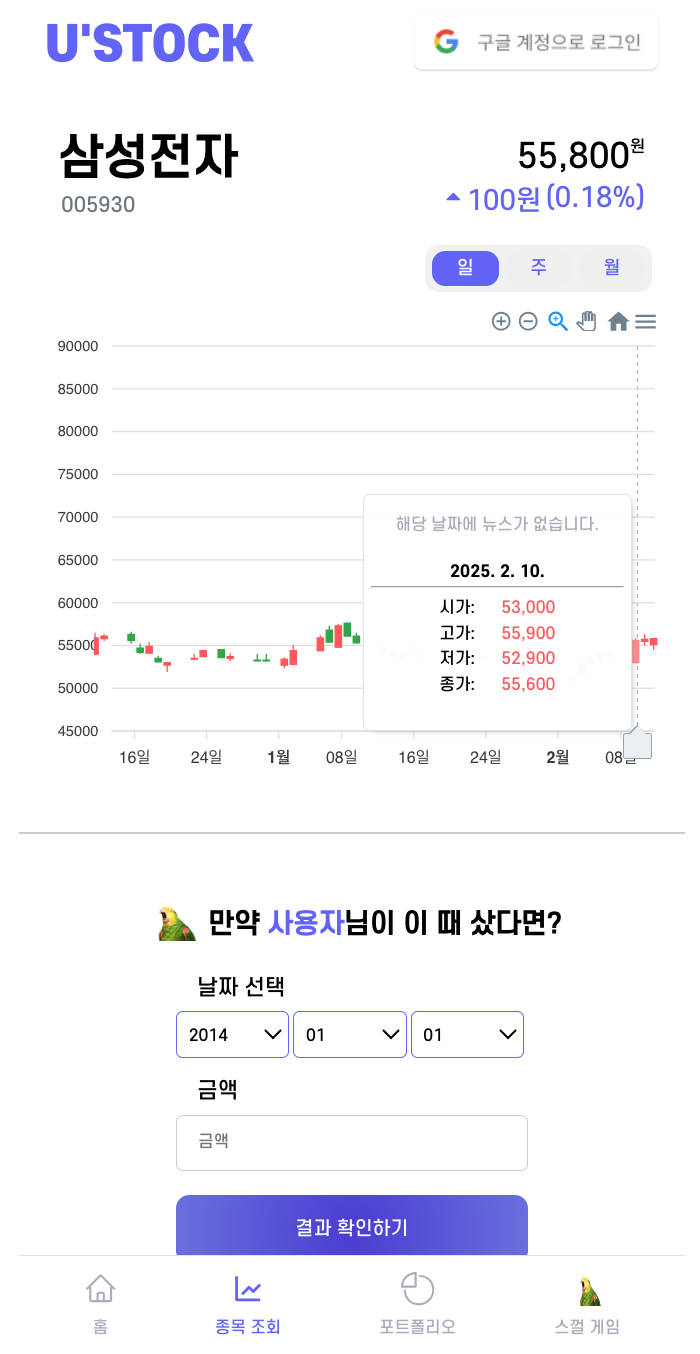 U'STOCK
구글 계정으로 로그인
삼성전자
55,800원
005930
100원 (0.18%)
일 주 월
90000
85000
80000
75000
70000
해당 날짜에 뉴스가 없습니다.
65000
2025. 2. 10.
60000
시가: 53,000
고가: 55,900
55000
저가: 52,900
종가: 55,600
50000
45000
16일 24일 1월 08일 16일 24일 2월 08일
만약 사용자님이 이 때 샀다면?
날짜 선택
2014 01 01
금액
금액
결과 확인하기
홈 종목 조회 포트폴리오 스껄 게임